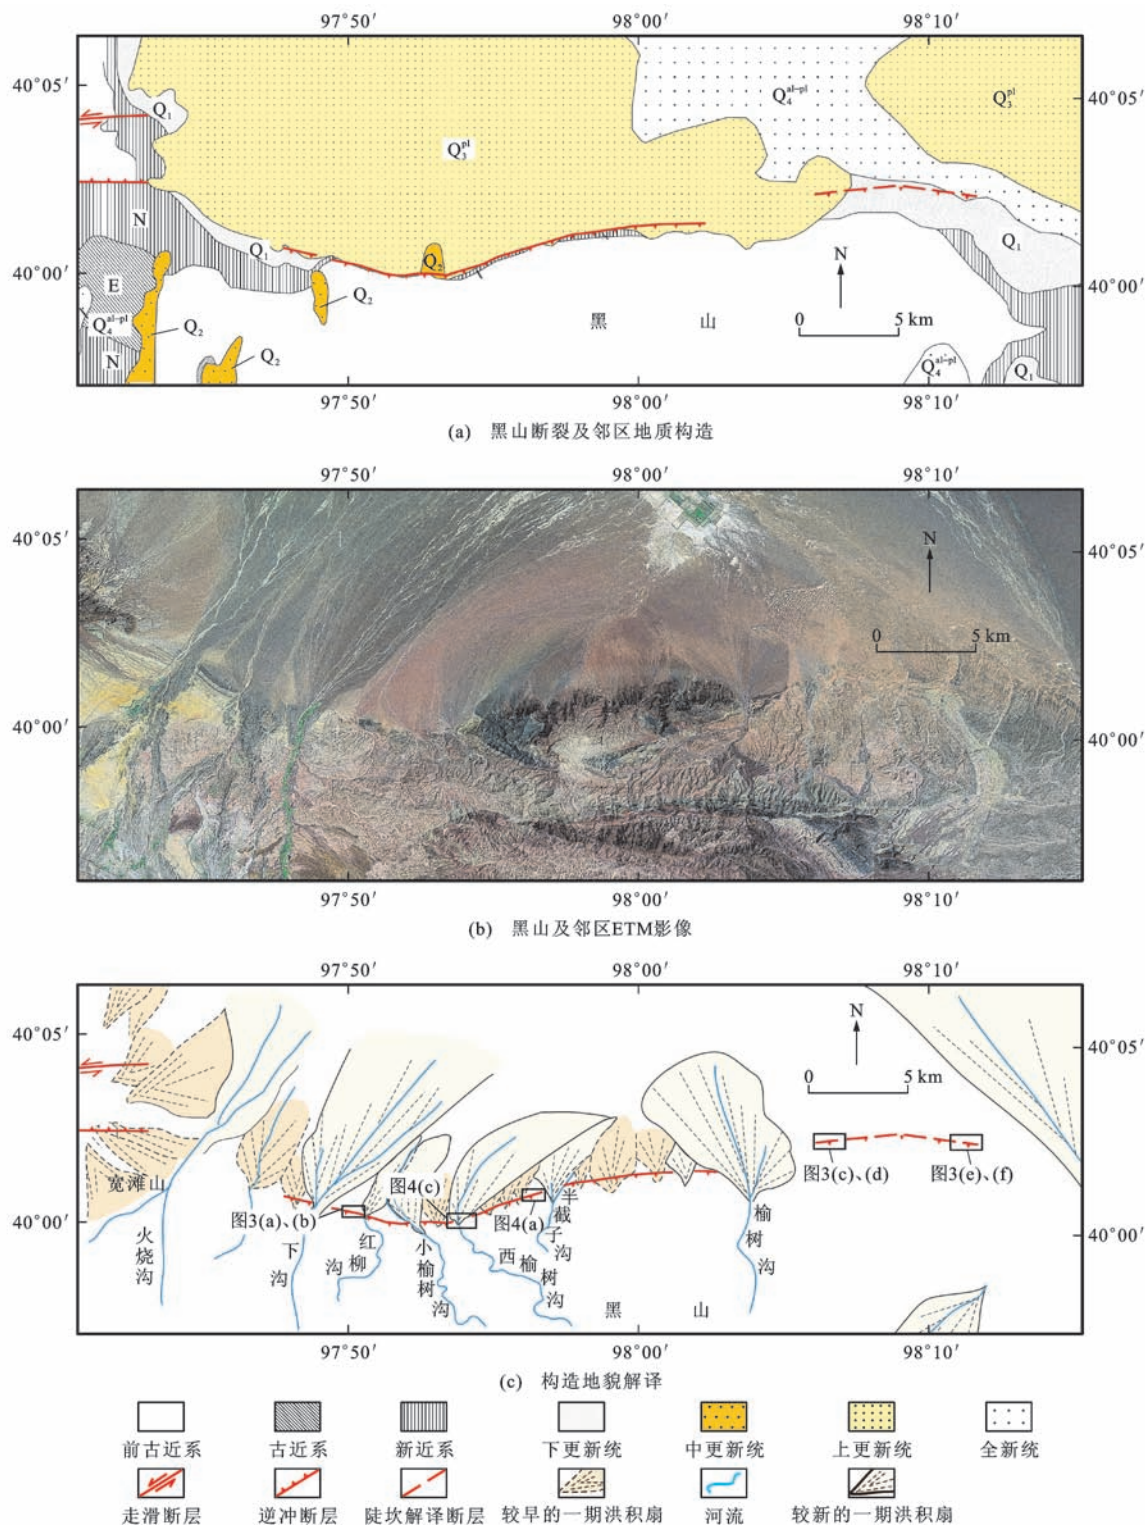 97°50′ 98°00′ 98°10′
40°05′ 40°05′
Q₁ Q₄ᵃˡ⁻ᵖˡ Q₃ᵖˡ
Q₃ᵖˡ
N Q₁ Q₁
40°00′ Q₂ N 40°00′
E Q₂
Q₄ᵃˡ⁻ᵖˡ Q₂ 黑 山 0 5 km
N Q₂ Q₄ᵃˡ⁻ᵖˡ Q₁
97°50′ 98°00′ 98°10′
(a) 黑山断裂及邻区地质构造
97°50′ 98°00′ 98°10′
40°05′ N 40°05′
0 5 km
40°00′ 40°00′
97°50′ 98°00′ 98°10′
(b) 黑山及邻区ETM影像
97°50′ 98°00′ 98°10′
40°05′ N 40°05′
0 5 km
宽滩山 图4(c) 图3(c)、(d) 图3(e)、(f)
40°00′ 图3(a)、(b) 图4(a) 40°00′
火烧沟
下沟
红柳沟
小榆树沟
西榆树沟
半截子沟
榆树沟
黑 山
97°50′ 98°00′ 98°10′
(c) 构造地貌解译
前古近系 古近系 新近系 下更新统 中更新统 上更新统 全新统
走滑断层 逆冲断层 陡坎解译断层 较早的一期洪积扇 河流 较新的一期洪积扇